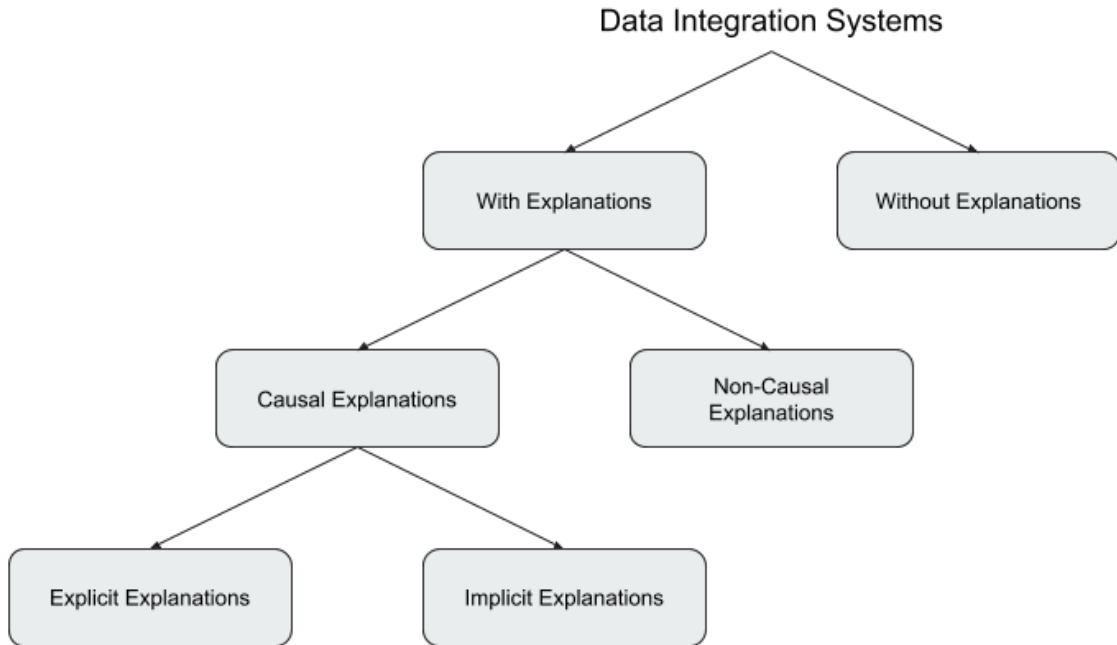 Data Integration Systems
With Explanations
Without Explanations
Causal Explanations
Non-Causal
Explanations
Explicit Explanations
Implicit Explanations